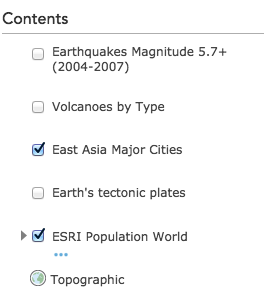 Contents
Earthquakes Magnitude 5.7+
(2004-2007)
Volcanoes by Type
East Asia Major Cities
Earth's tectonic plates
ESRI Population World
Topographic